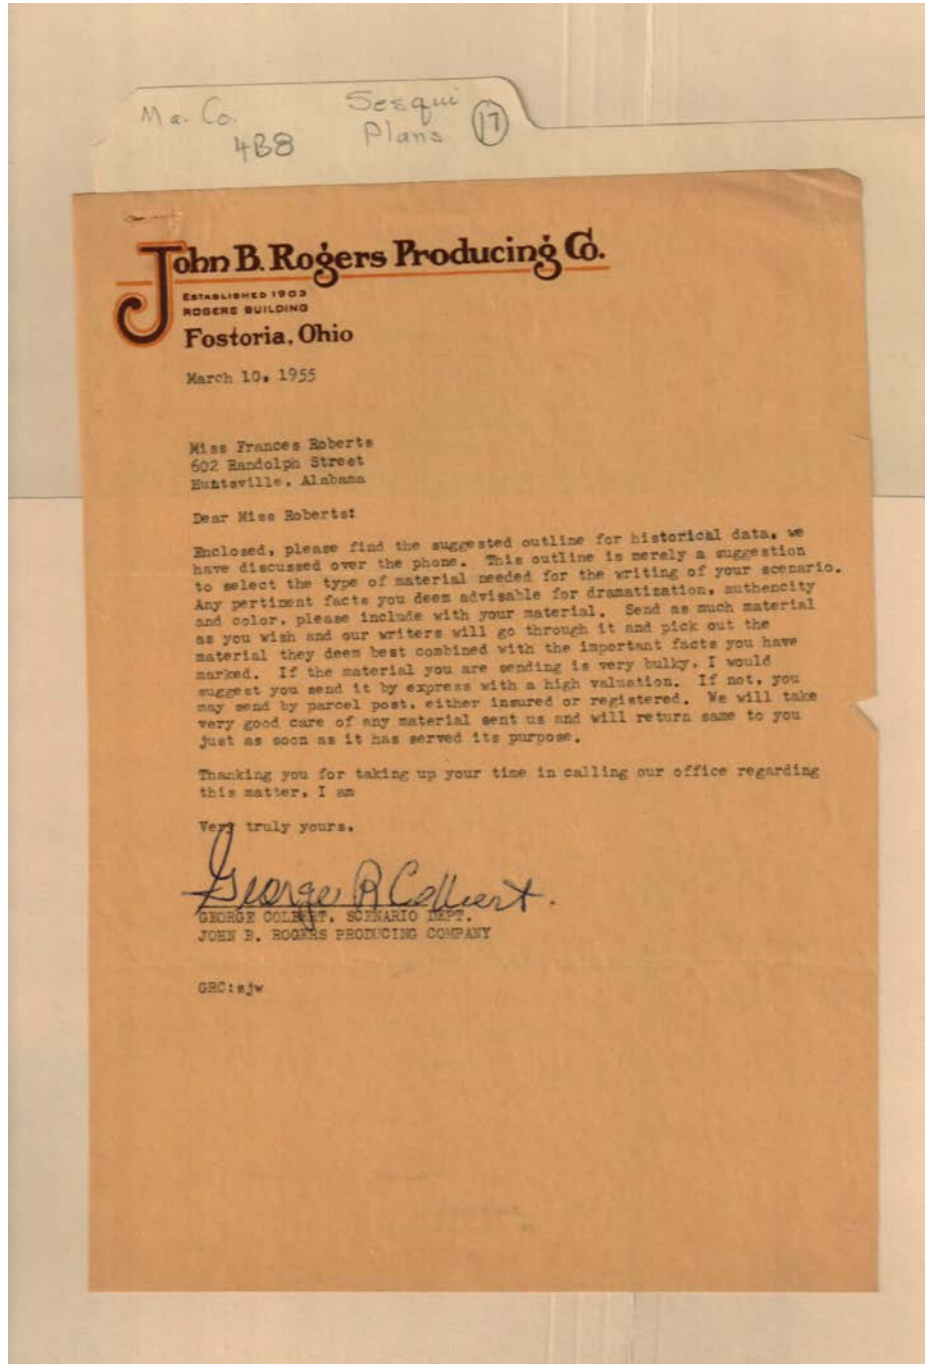 Ma. Co. Sesqui
4B8 Plans 17
John B. Rogers Producing Co.
ESTABLISHED 1903
ROGERS BUILDING
Fostoria, Ohio
March 10, 1955
Miss Frances Roberts
602 Randolph Street
Huntsville, Alabama
Dear Miss Roberts:
Enclosed, please find the suggested outline for historical data, we
have discussed over the phone. This outline is merely a suggestion
to select the type of material needed for the writing of your scenario.
Any pertinent facts you deem advisable for dramatization, authencity
and color, please include with your material. Send as much material
as you wish and our writers will go through it and pick out the
material they deem best combined with the important facts you have
marked. If the material you are sending is very bulky, I would
suggest you send it by express with a high valuation. If not, you
may send by parcel post, either insured or registered. We will take
very good care of any material sent us and will return same to you
just as soon as it has served its purpose.
Thanking you for taking up your time in calling our office regarding
this matter, I am
Very truly yours,
George R Colbert.
GEORGE COLBERT, SCENARIO DEPT.
JOHN B. ROGERS PRODUCING COMPANY
GRC:sjw